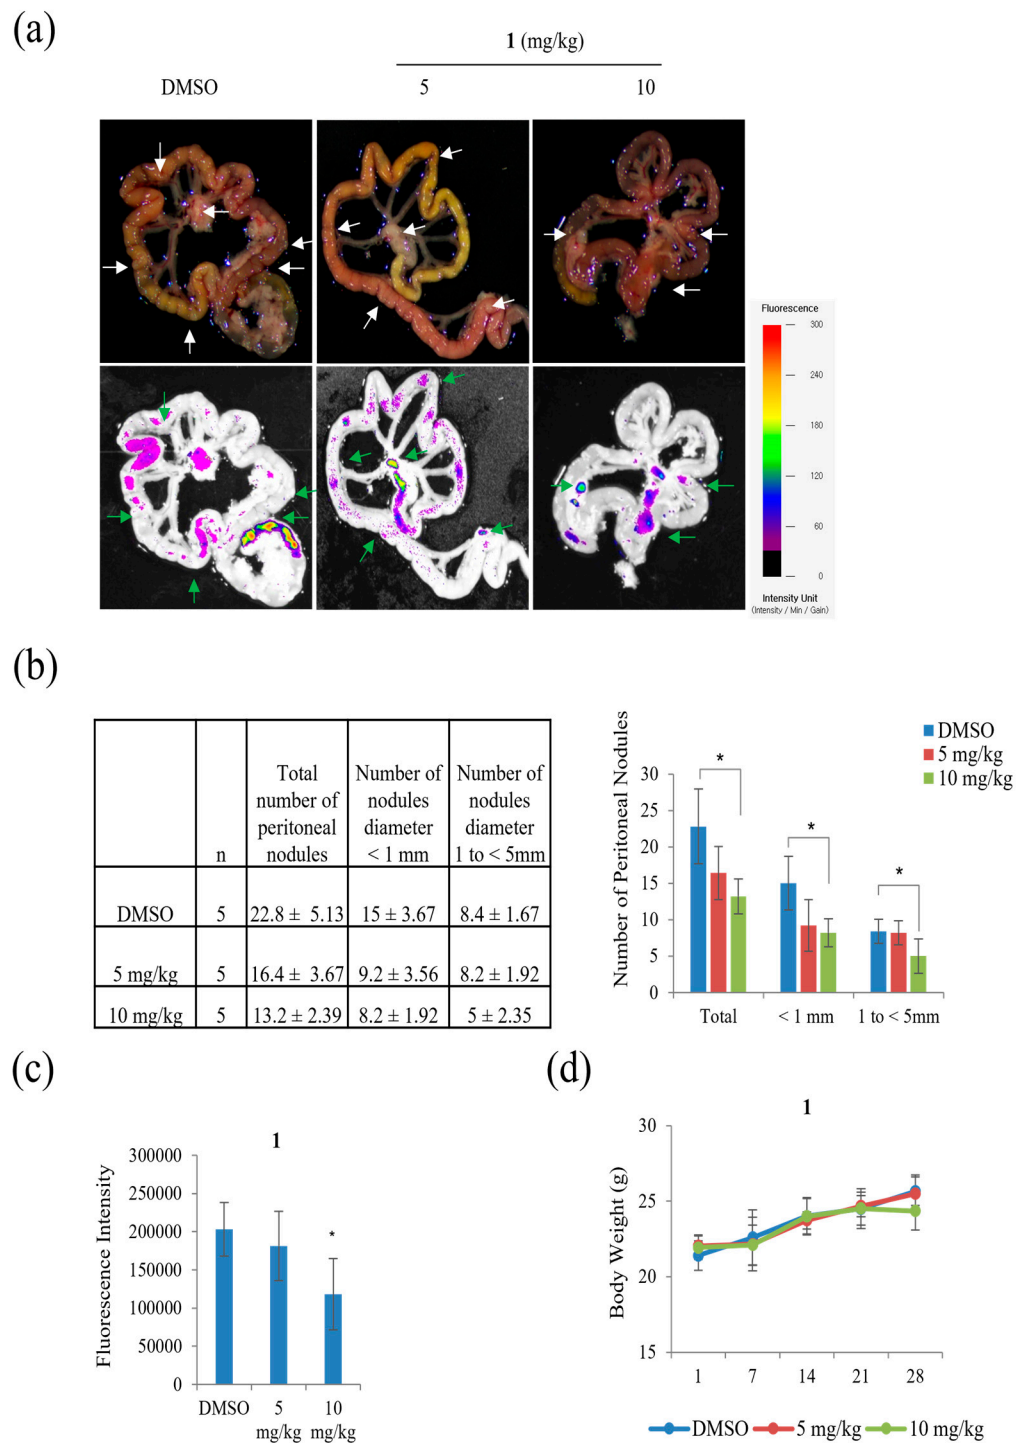 (a)
1 (mg/kg)
DMSO 5 10
Fluorescence
300
240
180
120
60
0
Intensity Unit
(Intensity / Min / Gain)
(b)
n
Total
number of
peritoneal
nodules
Number of
nodules
diameter
< 1 mm
Number of
nodules
diameter
1 to < 5mm
DMSO 5 22.8 ± 5.13 15 ± 3.67 8.4 ± 1.67
5 mg/kg 5 16.4 ± 3.67 9.2 ± 3.56 8.2 ± 1.92
10 mg/kg 5 13.2 ± 2.39 8.2 ± 1.92 5 ± 2.35
Number of Peritoneal Nodules
30
25
20
15
10
5
0
* * *
Total < 1 mm 1 to < 5mm
DMSO
5 mg/kg
10 mg/kg
(c)
1
Fluorescence Intensity
300000
250000
200000
150000
100000
50000
0
*
DMSO 5 10
mg/kg mg/kg
(d)
1
Body Weight (g)
30
25
20
15
1 7 14 21 28
DMSO 5 mg/kg 10 mg/kg